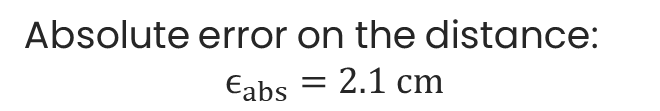 Absolute error on the distance:
ϵabs = 2.1 cm